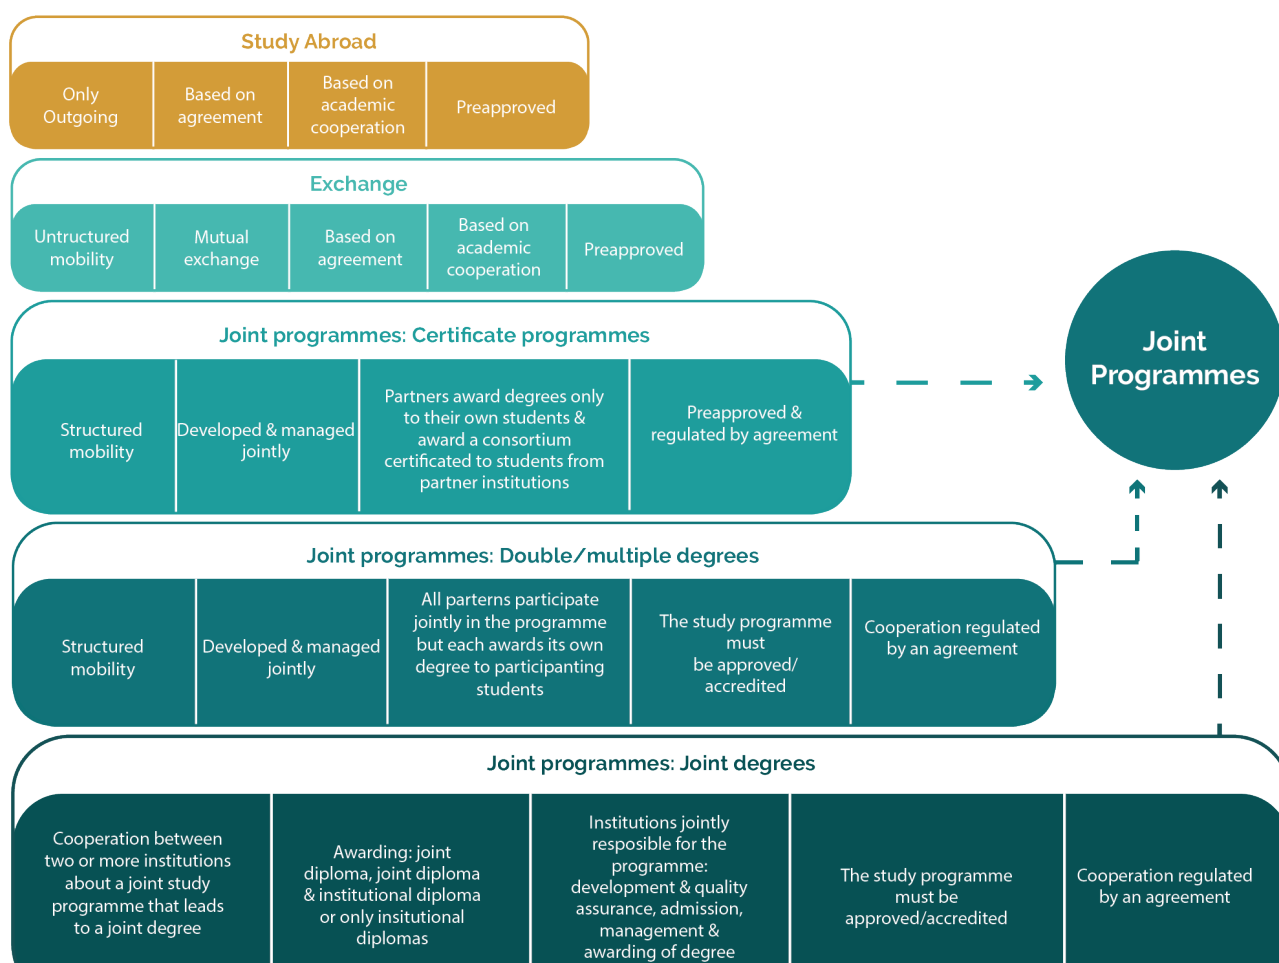 Study Abroad
Only
Outgoing
Based on
agreement
Based on
academic
cooperation
Preapproved
Exchange
Untructured
mobility
Mutual
exchange
Based on
agreement
Based on
academic
cooperation
Preapproved
Joint programmes: Certificate programmes
Structured
mobility
Developed & managed
jointly
Partners award degrees only
to their own students &
award a consortium
certificated to students from
partner institutions
Preapproved &
regulated by agreement
Joint
Programmes
Joint programmes: Double/multiple degrees
Structured
mobility
Developed & managed
jointly
All parterns participate
jointly in the programme
but each awards its own
degree to participanting
students
The study programme
must
be approved/
accredited
Cooperation regulated
by an agreement
Joint programmes: Joint degrees
Cooperation between
two or more institutions
about a joint study
programme that leads
to a joint degree
Awarding: joint
diploma, joint diploma
& institutional diploma
or only insitutional
diplomas
Institutions jointly
resposible for the
programme:
development & quality
assurance, admission,
management &
awarding of degree
The study programme
must be
approved/accredited
Cooperation regulated
by an agreement